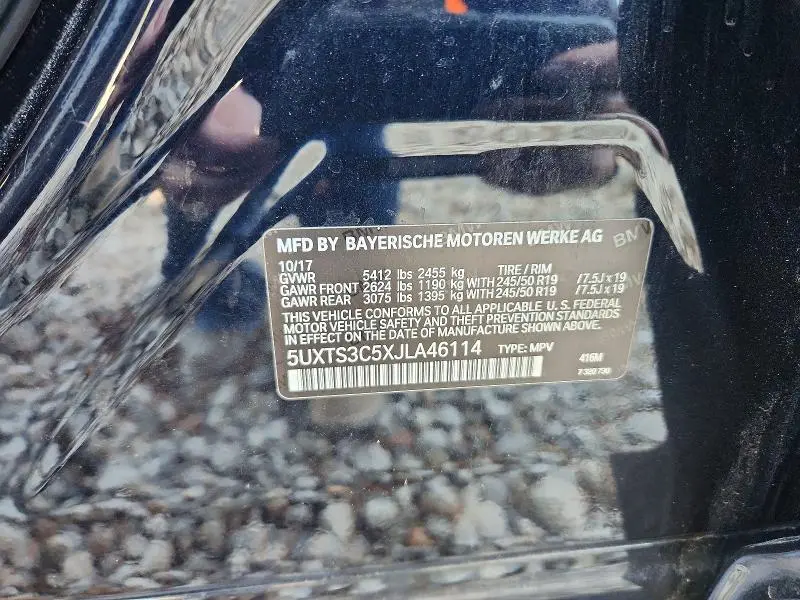 MFD BY BAYERISCHE MOTOREN WERKE AG
10/17
GVWR 5412 lbs 2455 kg TIRE / RIM
GAWR FRONT 2624 lbs 1190 kg WITH 245/50 R19 /7.5J x 19
GAWR REAR 3075 lbs 1395 kg WITH 245/50 R19 /7.5J x 19
THIS VEHICLE CONFORMS TO ALL APPLICABLE U.S. FEDERAL
MOTOR VEHICLE SAFETY AND THEFT PREVENTION STANDARDS
IN EFFECT ON THE DATE OF MANUFACTURE SHOWN ABOVE.
5UXTS3C5XJLA46114 TYPE: MPV
416M
7 320 730